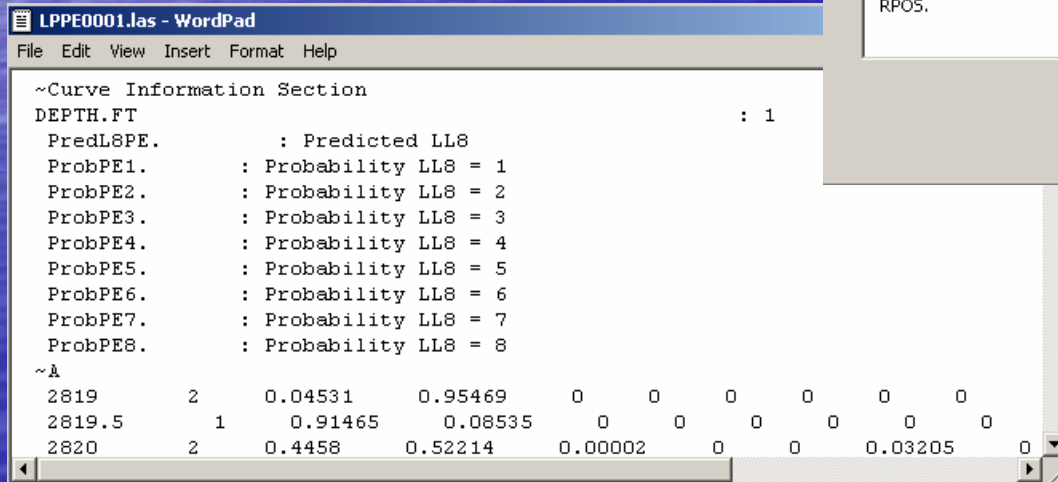 RPOS.
LPPE0001.las - WordPad
File Edit View Insert Format Help
~Curve Information Section
DEPTH.FT : 1
PredL8PE. : Predicted LL8
ProbPE1. : Probability LL8 = 1
ProbPE2. : Probability LL8 = 2
ProbPE3. : Probability LL8 = 3
ProbPE4. : Probability LL8 = 4
ProbPE5. : Probability LL8 = 5
ProbPE6. : Probability LL8 = 6
ProbPE7. : Probability LL8 = 7
ProbPE8. : Probability LL8 = 8
~A
2819 2 0.04531 0.95469 0 0 0 0 0 0
2819.5 1 0.91465 0.08535 0 0 0 0 0 0
2820 2 0.4458 0.52214 0.00002 0 0 0.03205 0